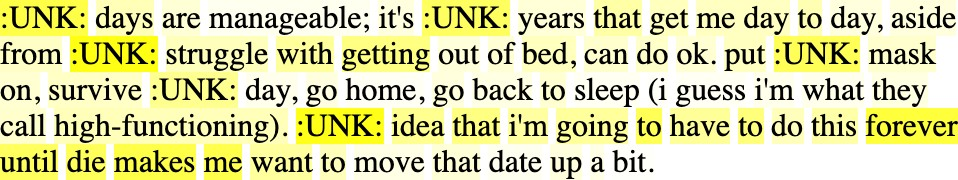 :UNK: days are manageable; it's :UNK: years that get me day to day, aside
from :UNK: struggle with getting out of bed, can do ok. put :UNK: mask
on, survive :UNK: day, go home, go back to sleep (i guess i'm what they
call high-functioning). :UNK: idea that i'm going to have to do this forever
until die makes me want to move that date up a bit.